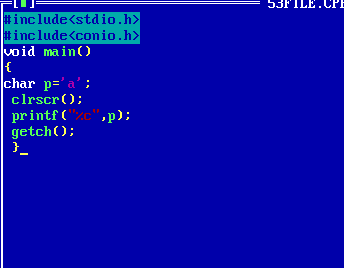 53FILE.CPP
#include<stdio.h>
#include<conio.h>
void main()
{
char p='a';
clrscr();
printf("%c",p);
getch();
}_